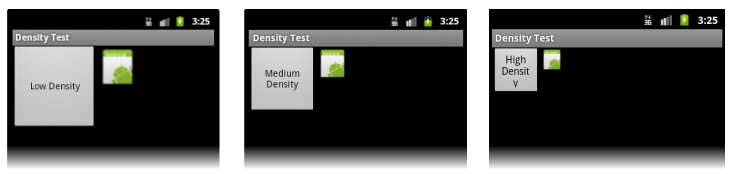 3:25
Density Test
Low Density
3:25
Density Test
Medium
Density
3:25
Density Test
High
Densit
y